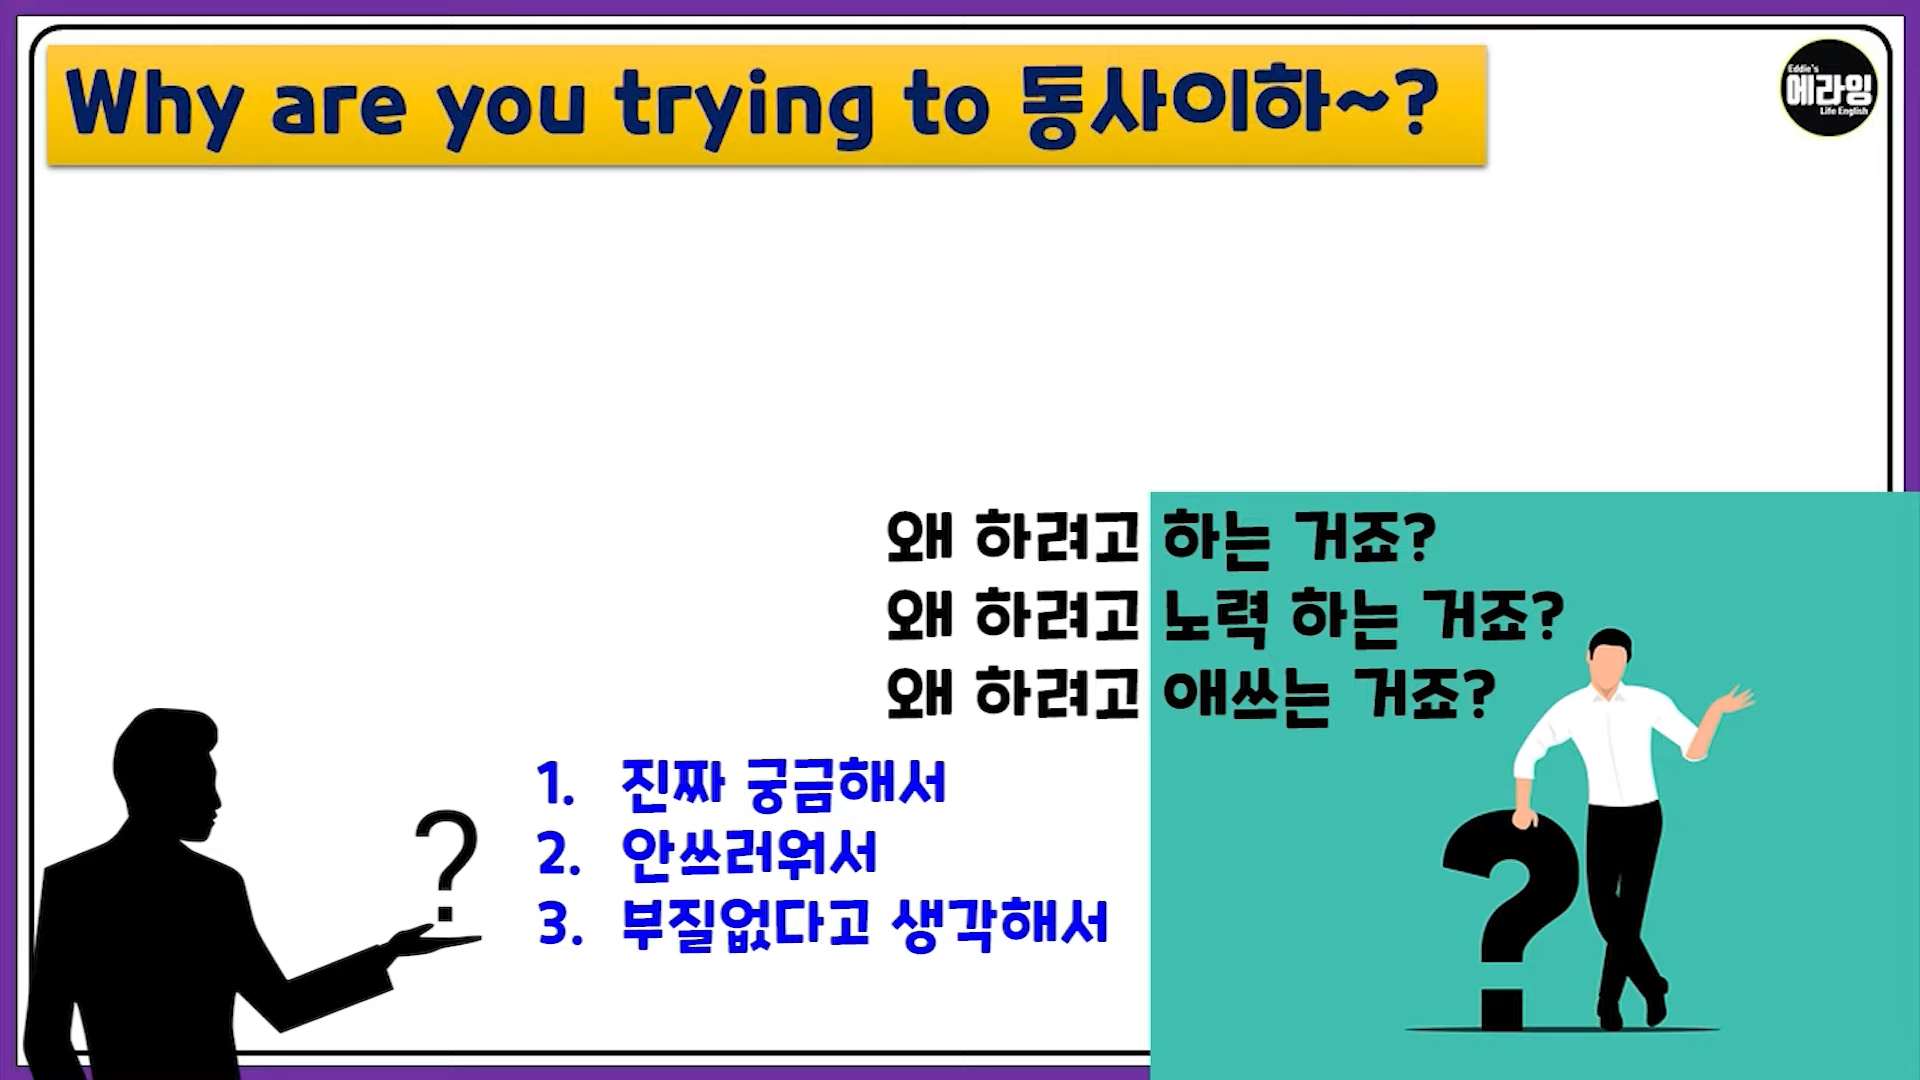 Why are you trying to 동사이하~?
Eddie's
에라잉
Life English
왜 하려고 하는 거죠?
왜 하려고 노력 하는 거죠?
왜 하려고 애쓰는 거죠?
1. 진짜 궁금해서
2. 안쓰러워서
3. 부질없다고 생각해서
?
?